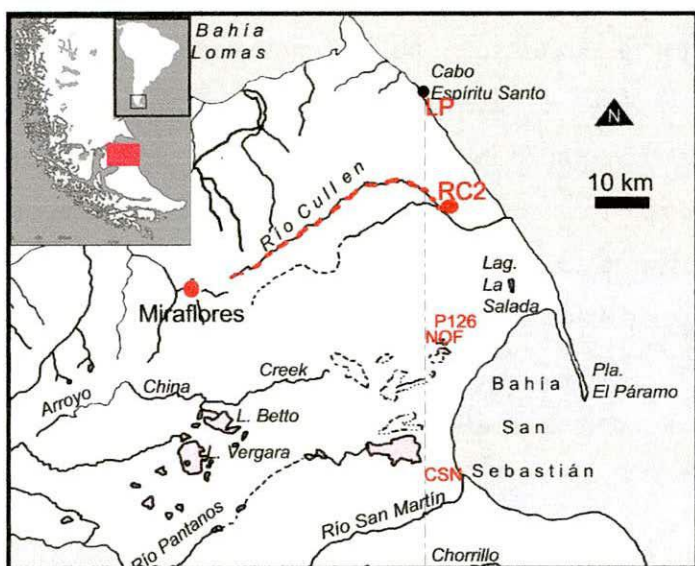 Bahía
Lomas
Cabo
Espíritu Santo
LP
N
10 km
RC2
Río Cullen
Lag.
La
Salada
Miraflores
P126
NOF
Pla.
El Páramo
Bahía
San
Sebastián
Arroyo China Creek
L. Betto
L. Vergara
CSN
Río San Martín
Río Pantanos
Chorrillo